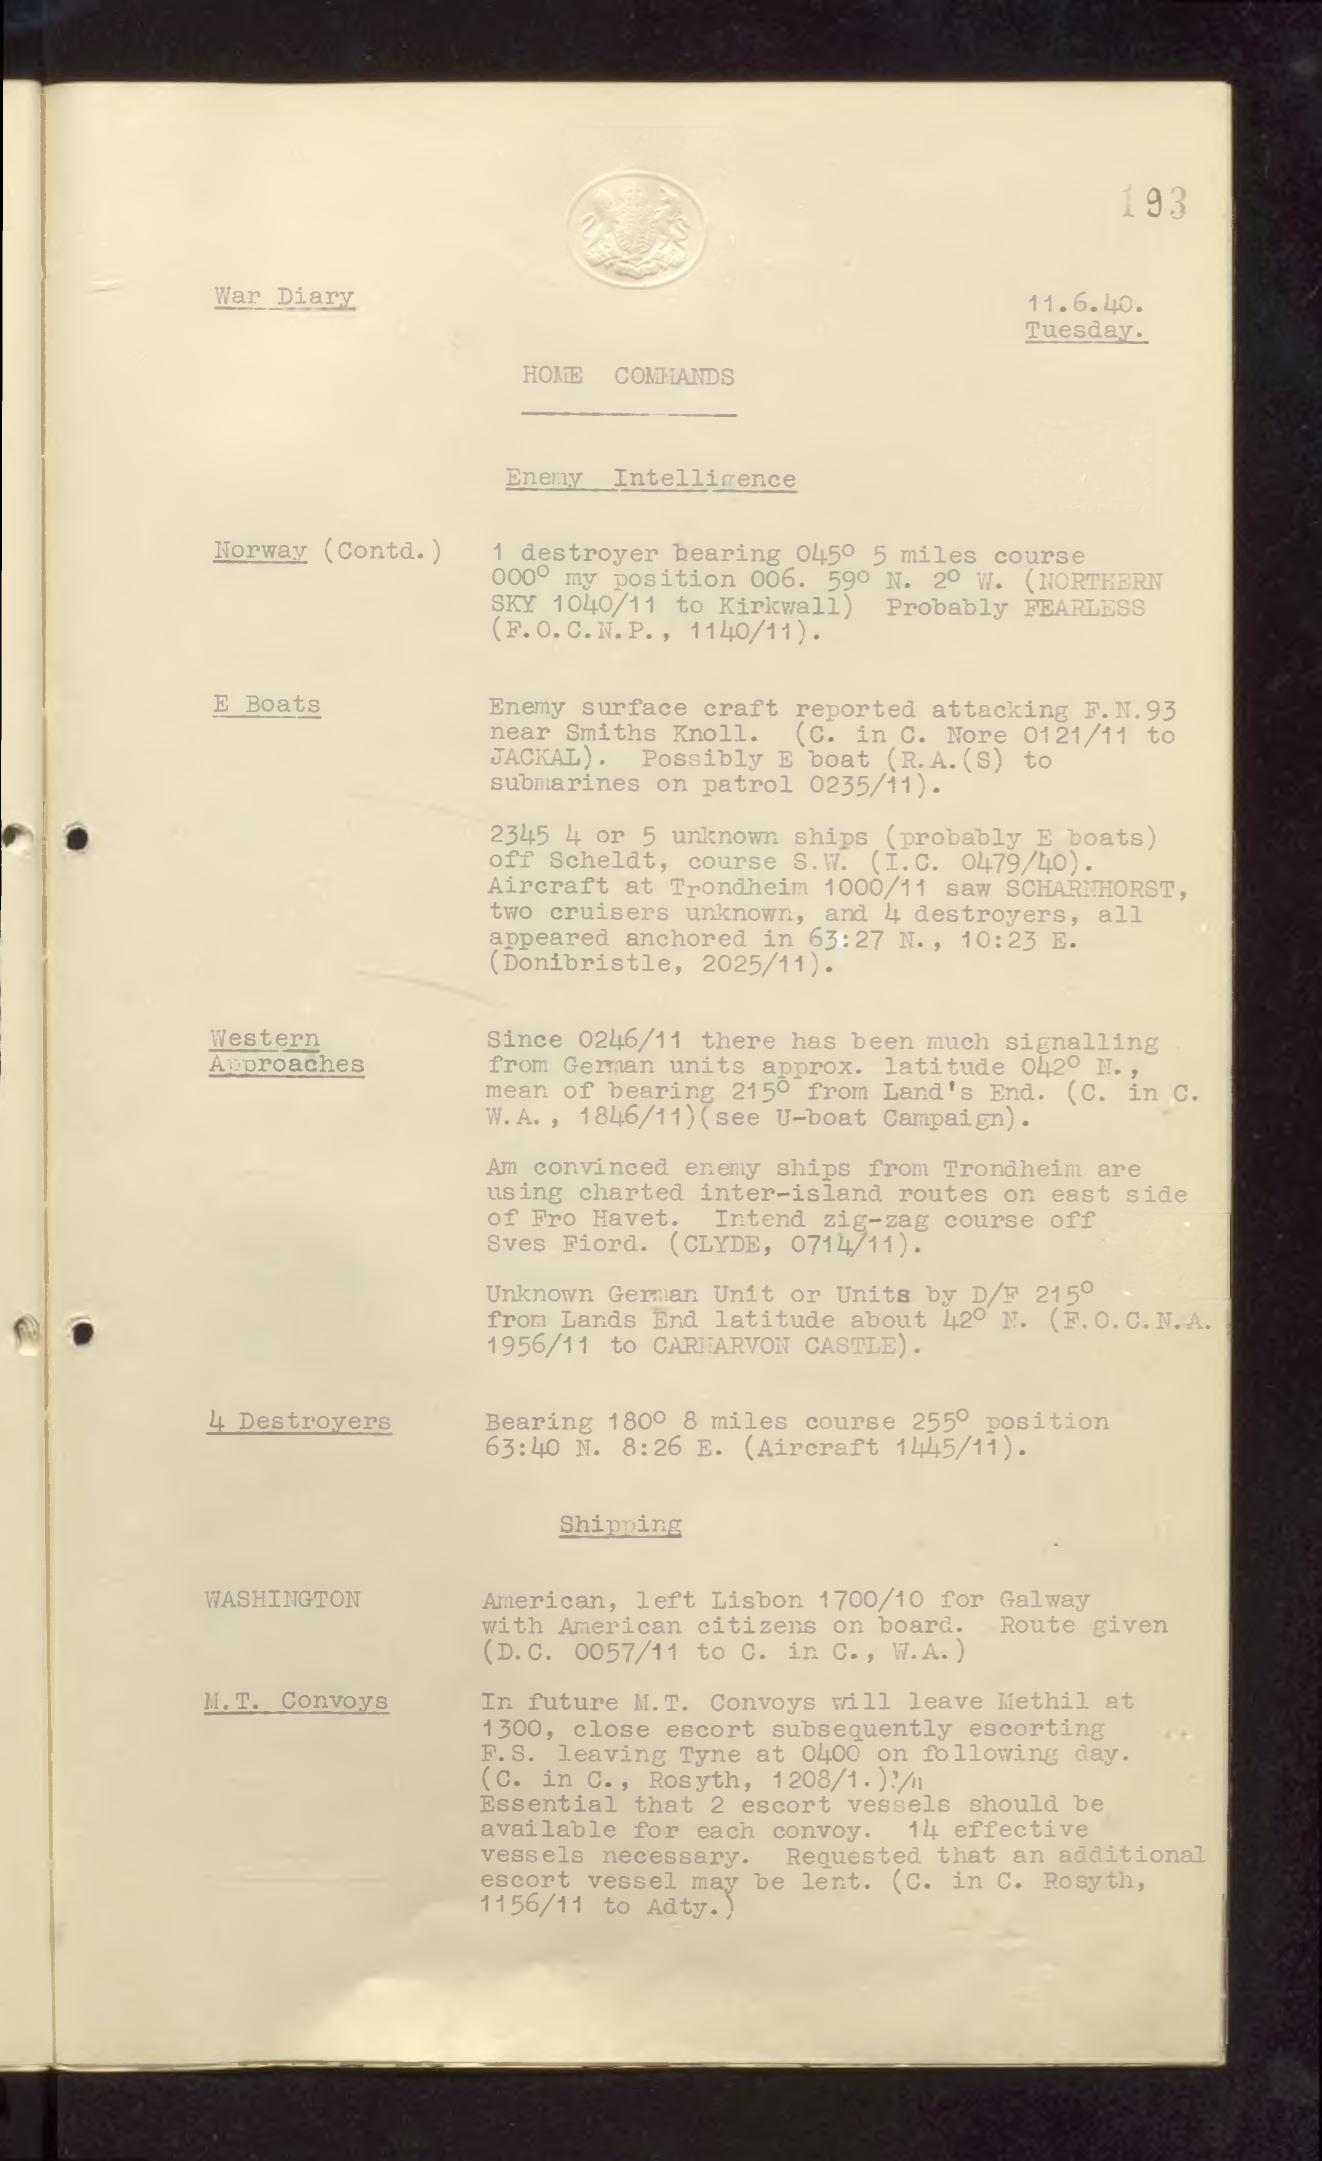 193
War Diary
11.6.40.
Tuesday.
HOME COMMANDS
Enemy Intelligence
Norway (Contd.)
1 destroyer bearing 045° 5 miles course
000° my position 006. 59° N. 2° W. (NORTHERN
SKY 1040/11 to Kirkwall) Probably FEARLESS
(F.O.C.N.P., 1140/11).
E Boats
Enemy surface craft reported attacking F.N.93
near Smiths Knoll. (C. in C. Nore 0121/11 to
JACKAL). Possibly E boat (R.A.(S) to
submarines on patrol 0235/11).
2345 4 or 5 unknown ships (probably E boats)
off Scheldt, course S.W. (I.C. 0479/40).
Aircraft at Trondheim 1000/11 saw SCHARNHORST,
two cruisers unknown, and 4 destroyers, all
appeared anchored in 63:27 N., 10:23 E.
(Donibristle, 2025/11).
Western
Approaches
Since 0246/11 there has been much signalling
from German units approx. latitude 042° N.,
mean of bearing 215° from Land's End. (C. in C.
W.A., 1846/11)(see U-boat Campaign).
Am convinced enemy ships from Trondheim are
using charted inter-island routes on east side
of Fro Havet. Intend zig-zag course off
Sves Fiord. (CLYDE, 0714/11).
Unknown German Unit or Units by D/F 215°
from Lands End latitude about 42° N. (F.O.C.N.A.
1956/11 to CARNARVON CASTLE).
4 Destroyers
Bearing 180° 8 miles course 255° position
63:40 N. 8:26 E. (Aircraft 1445/11).
Shipping
WASHINGTON
American, left Lisbon 1700/10 for Galway
with American citizens on board. Route given
(D.C. 0057/11 to C. in C., W.A.)
M.T. Convoys
In future M.T. Convoys will leave Methil at
1300, close escort subsequently escorting
F.S. leaving Tyne at 0400 on following day.
(C. in C., Rosyth, 1208/1.)
Essential that 2 escort vessels should be
available for each convoy. 14 effective
vessels necessary. Requested that an additional
escort vessel may be lent. (C. in C. Rosyth,
1156/11 to Adty.)